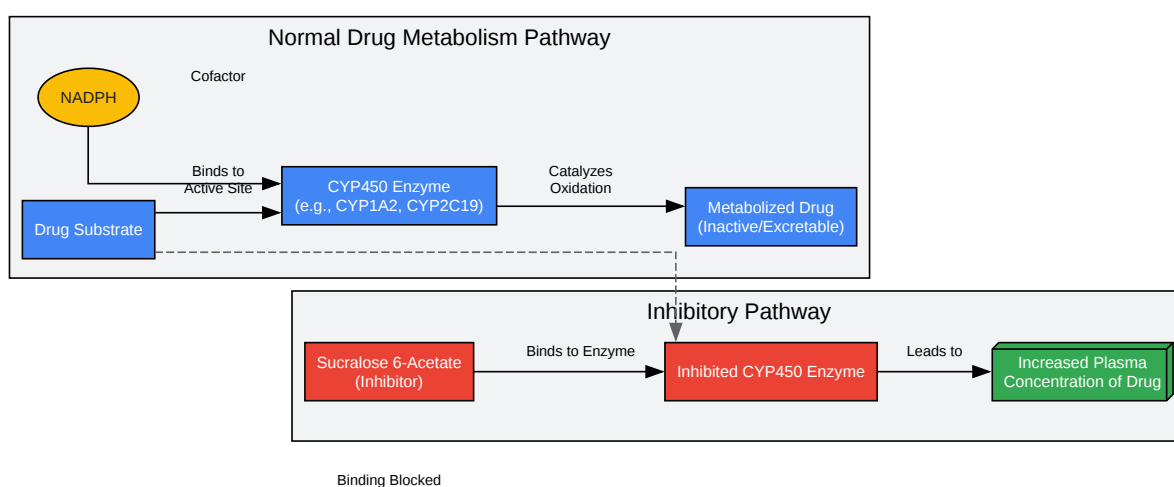 Normal Drug Metabolism Pathway
Cofactor
NADPH
Binds to
Active Site
CYP450 Enzyme
(e.g., CYP1A2, CYP2C19)
Catalyzes
Oxidation
Drug Substrate
Metabolized Drug
(Inactive/Excretable)
Inhibitory Pathway
Sucralose 6-Acetate
(Inhibitor)
Binds to Enzyme
Inhibited CYP450 Enzyme
Leads to
Increased Plasma
Concentration of Drug
Binding Blocked